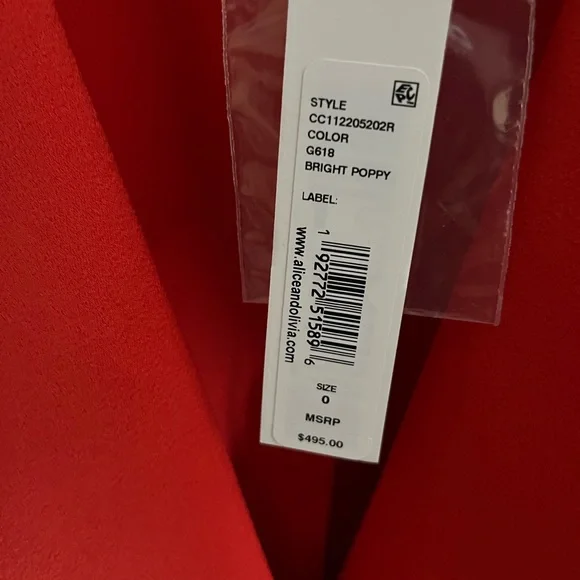 STYLE
CC112205202R
COLOR
G618
BRIGHT POPPY
LABEL:
1 92772 51589 6
www.aliceandolivia.com
SIZE
0
MSRP
$495.00